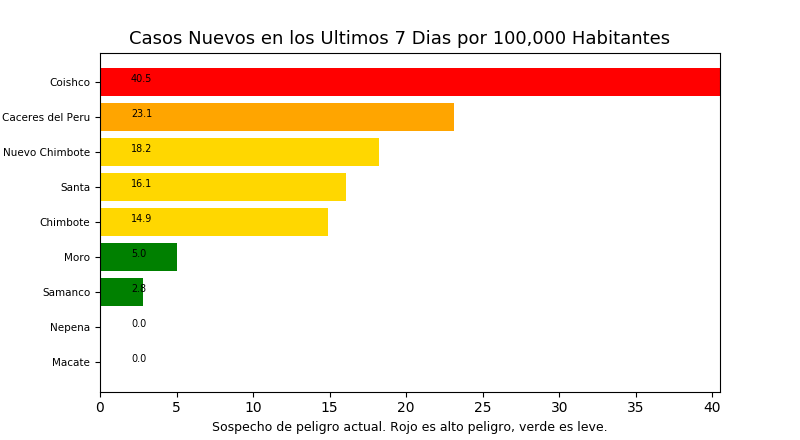 Casos Nuevos en los Ultimos 7 Dias por 100,000 Habitantes
Coishco 40.5
Caceres del Peru 23.1
Nuevo Chimbote 18.2
Santa 16.1
Chimbote 14.9
Moro 5.0
Samanco 2.8
Nepena 0.0
Macate 0.0
0 5 10 15 20 25 30 35 40
Sospecho de peligro actual. Rojo es alto peligro, verde es leve.